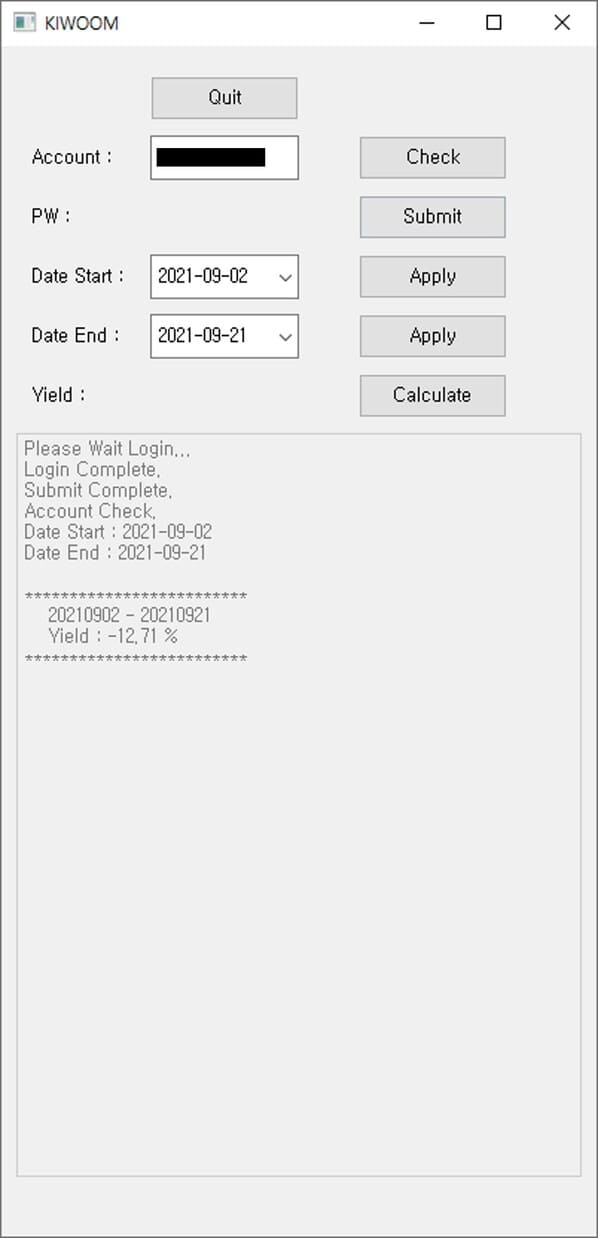 KIWOOM
Quit
Account : Check
PW : Submit
Date Start : 2021-09-02 Apply
Date End : 2021-09-21 Apply
Yield : Calculate
Please Wait Login...
Login Complete.
Submit Complete.
Account Check.
Date Start : 2021-09-02
Date End : 2021-09-21
*************************
20210902 - 20210921
Yield : -12.71 %
*************************